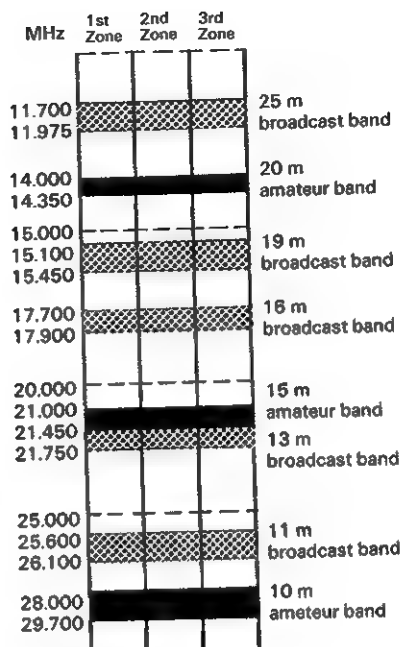 MHz 1st Zone 2nd Zone 3rd Zone
11.700 25 m
11.975 broadcast band
14.000 20 m
14.350 amateur band
15.000
15.100 19 m
15.450 broadcast band
17.700 16 m
17.900 broadcast band
20.000
21.000 15 m
21.450 amateur band
21.750 13 m
broadcast band
25.000
25.600 11 m
26.100 broadcast band
28.000 10 m
29.700 ameteur band